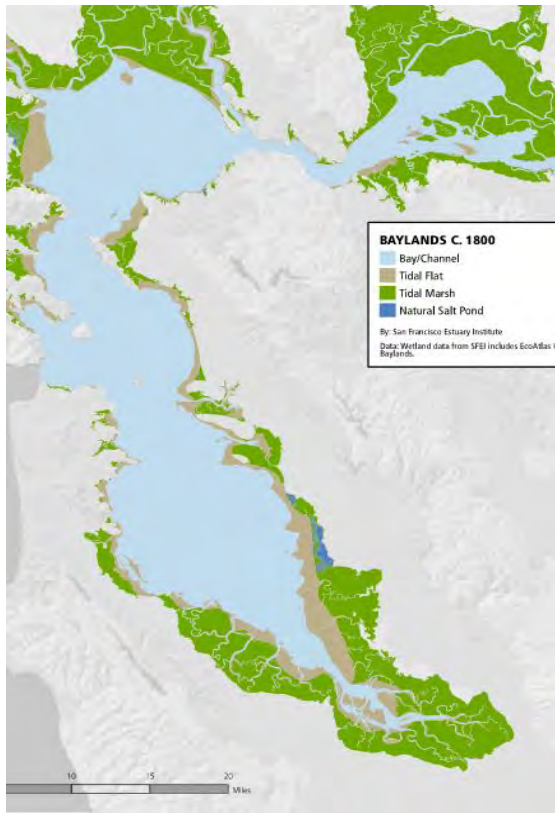 BAYLANDS C. 1800
Bay/Channel
Tidal Flat
Tidal Marsh
Natural Salt Pond
By: San Francisco Estuary Institute
Data: Wetland data from SFEI includes EcoAtlas
Baylands.
10 15 20
Miles